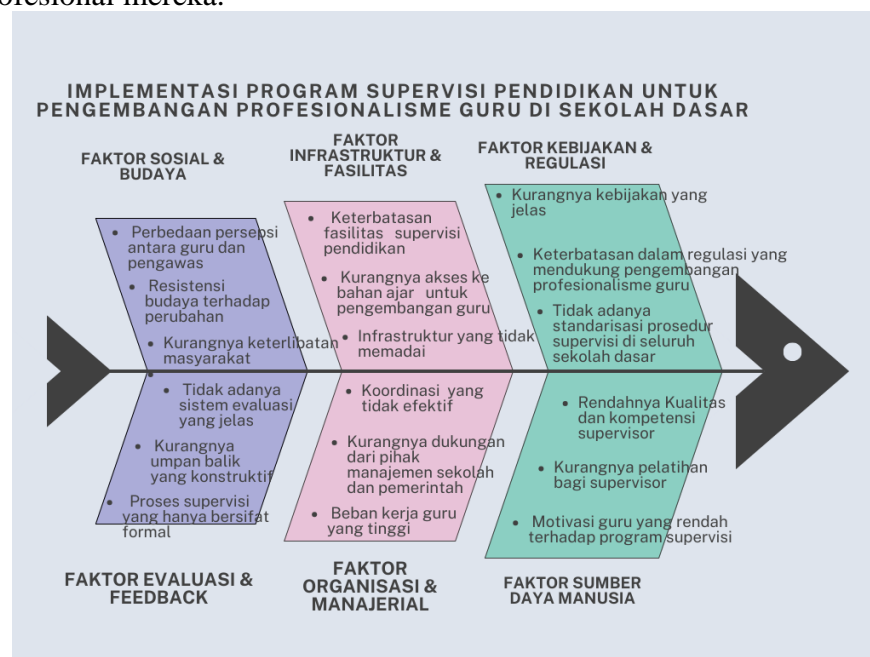 ofesional mereka.
IMPLEMENTASI PROGRAM SUPERVISI PENDIDIKAN UNTUK
PENGEMBANGAN PROFESIONALISME GURU DI SEKOLAH DASAR
FAKTOR SOSIAL &
BUDAYA
• Perbedaan persepsi
antara guru dan
pengawas
• Resistensi
budaya terhadap
perubahan
• Kurangnya keterlibatan
masyarakat
FAKTOR
INFRASTRUKTUR &
FASILITAS
• Keterbatasan
fasilitas supervisi
pendidikan
• Kurangnya akses ke
bahan ajar untuk
pengembangan guru
• Infrastruktur yang tidak
memadai
FAKTOR KEBIJAKAN &
REGULASI
• Kurangnya kebijakan yang
jelas
• Keterbatasan dalam regulasi yang
mendukung pengembangan
profesionalisme guru
• Tidak adanya
standarisasi prosedur
supervisi di seluruh
sekolah dasar
• Tidak adanya
sistem evaluasi
yang jelas
• Kurangnya
umpan balik
yang konstruktif
• Proses supervisi
yang hanya bersifat
formal
FAKTOR EVALUASI &
FEEDBACK
• Koordinasi yang
tidak efektif
• Kurangnya dukungan
dari pihak
manajemen sekolah
dan pemerintah
• Beban kerja guru
yang tinggi
FAKTOR
ORGANISASI &
MANAJERIAL
• Rendahnya Kualitas
dan kompetensi
supervisor
• Kurangnya pelatihan
bagi supervisor
• Motivasi guru yang rendah
terhadap program supervisi
FAKTOR SUMBER
DAYA MANUSIA